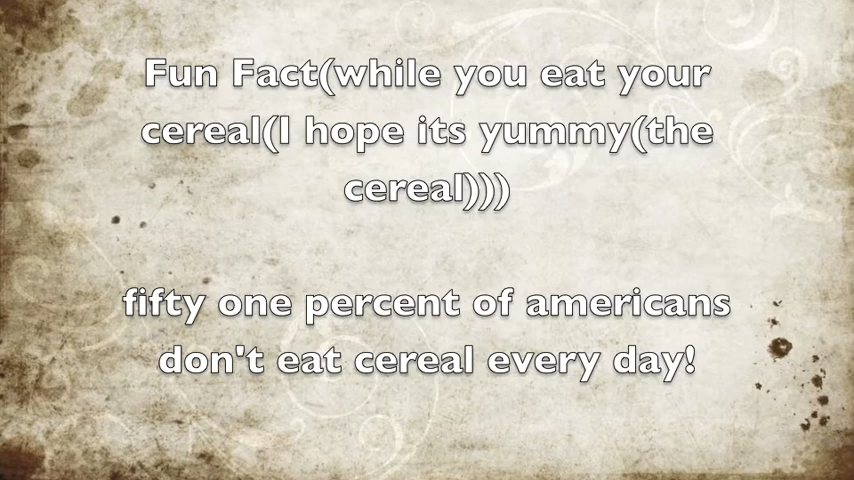 Fun Fact(while you eat your
cereal(I hope its yummy(the
cereal)))
fifty one percent of americans
don't eat cereal every day!